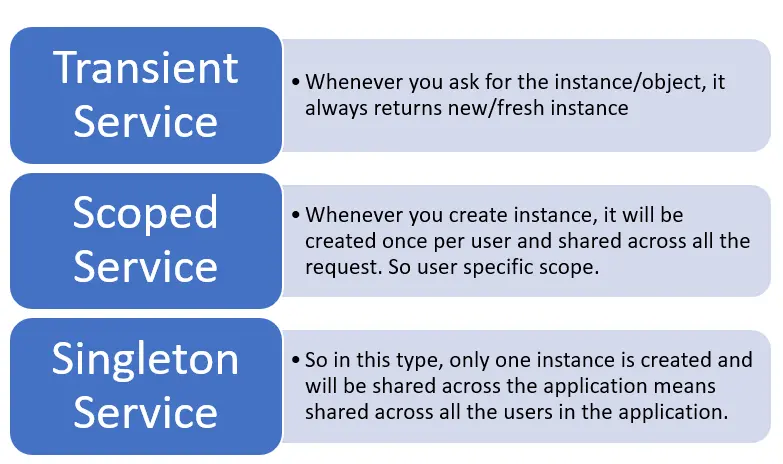 Transient
Service
• Whenever you ask for the instance/object, it
always returns new/fresh instance
Scoped
Service
• Whenever you create instance, it will be
created once per user and shared across all the
request. So user specific scope.
Singleton
Service
• So in this type, only one instance is created and
will be shared across the application means
shared across all the users in the application.